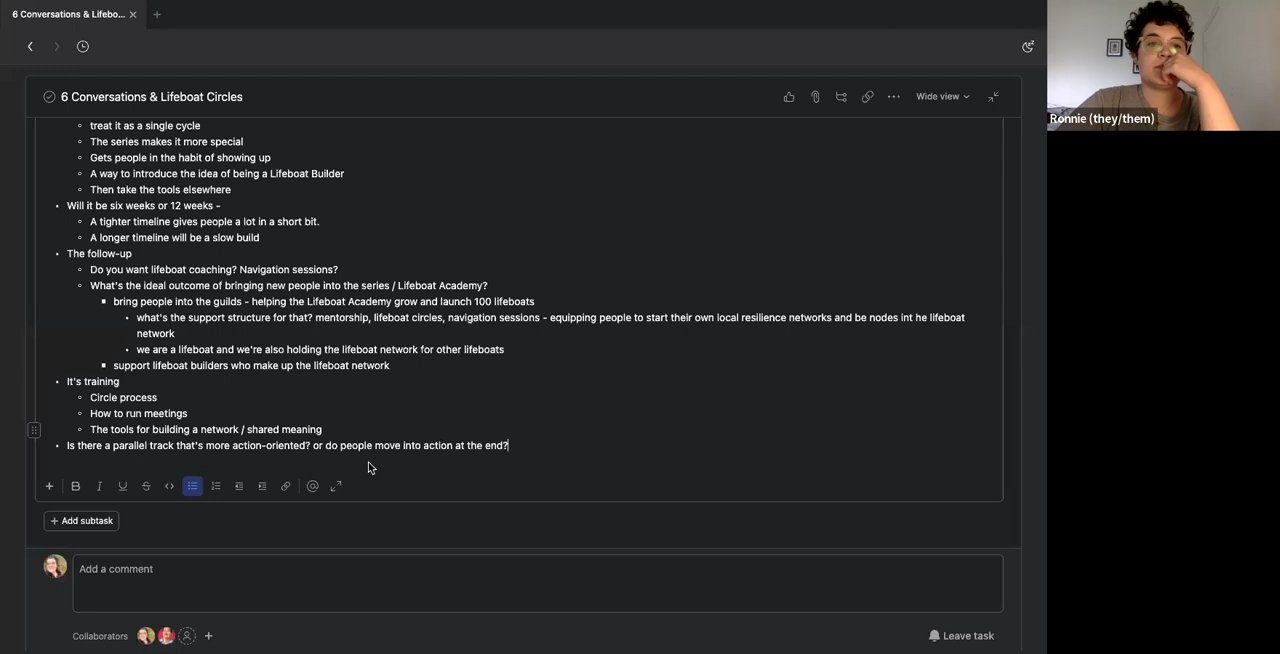 6 Conversations & Lifebo...
6 Conversations & Lifeboat Circles
Wide view
Ronnie (they/them)
treat it as a single cycle
The series makes it more special
Gets people in the habit of showing up
A way to introduce the idea of being a Lifeboat Builder
Then take the tools elsewhere
Will it be six weeks or 12 weeks -
A tighter timeline gives people a lot in a short bit.
A longer timeline will be a slow build
The follow-up
Do you want lifeboat coaching? Navigation sessions?
What's the ideal outcome of bringing new people into the series / Lifeboat Academy?
bring people into the guilds - helping the Lifeboat Academy grow and launch 100 lifeboats
what's the support structure for that? mentorship, lifeboat circles, navigation sessions - equipping people to start their own local resilience networks and be nodes int he lifeboat
network
we are a lifeboat and we're also holding the lifeboat network for other lifeboats
support lifeboat builders who make up the lifeboat network
It's training
Circle process
How to run meetings
The tools for building a network / shared meaning
Is there a parallel track that's more action-oriented? or do people move into action at the end?
Add subtask
Add a comment
Collaborators
Leave task